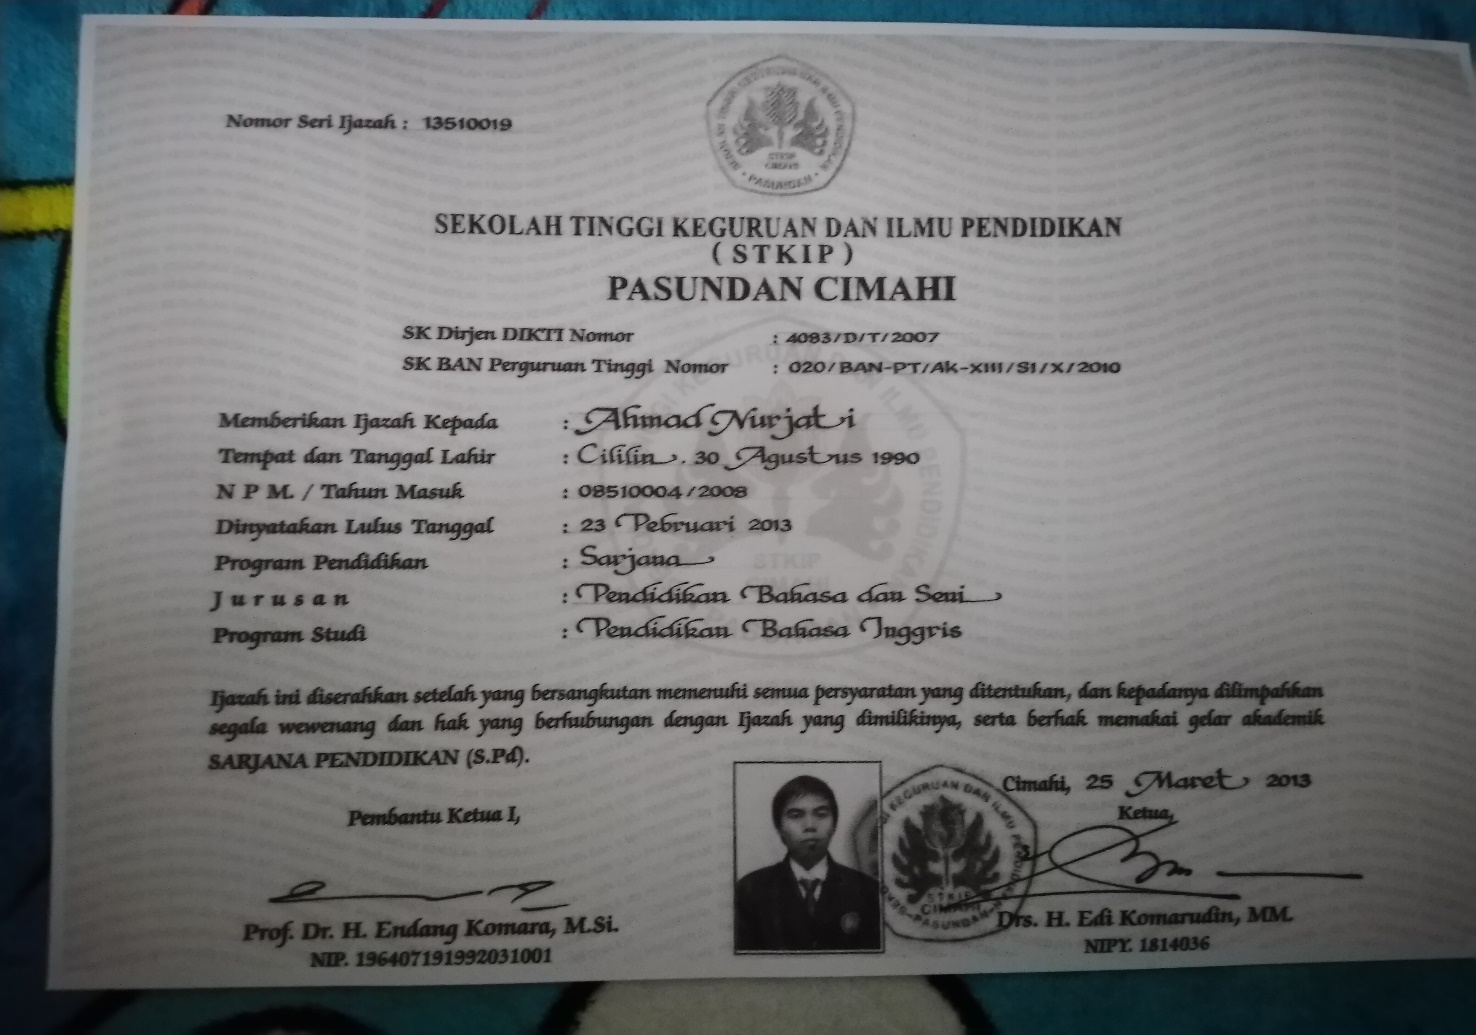 Nomor Seri Ijazah : 13510019
STKIP
CIMAHI
PASUNDAN
SEKOLAH TINGGI KEGURUAN DAN ILMU PENDIDIKAN
( STKIP )
PASUNDAN CIMAHI
SK Dirjen DIKTI Nomor : 4083/D/T/2007
SK BAN Perguruan Tinggi Nomor : 020/BAN-PT/Ak-XIII/S1/X/2010
Memberikan Ijazah Kepada : Ahmad Nurjati
Tempat dan Tanggal Lahir : Cililin, 30 Agustus 1990
N P M. / Tahun Masuk : 08510004/2008
Dinyatakan Lulus Tanggal : 23 Pebruari 2013
Program Pendidikan : Sarjana
J u r u s a n : Pendidikan Bahasa dan Seni
Program Studi : Pendidikan Bahasa Inggris
Ijazah ini diserahkan setelah yang bersangkutan memenuhi semua persyaratan yang ditentukan, dan kepadanya dilimpahkan
segala wewenang dan hak yang berhubungan dengan Ijazah yang dimilikinya, serta berhak memakai gelar akademik
SARJANA PENDIDIKAN (S.Pd).
Cimahi, 25 Maret 2013
Pembantu Ketua I,
Ketua,
STKIP
CIMAHI
PASUNDAN
Prof. Dr. H. Endang Komara, M.Si.
NIP. 196407191992031001
Drs. H. Edi Komarudin, MM.
NIPY. 1814036